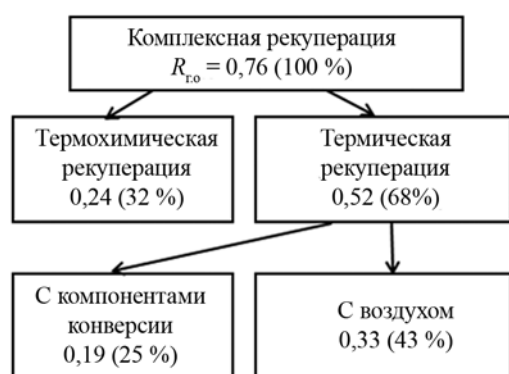 Комплексная рекуперация
Rг.о = 0,76 (100 %)
Термохимическая
рекуперация
0,24 (32 %)
Термическая
рекуперация
0,52 (68%)
С компонентами
конверсии
0,19 (25 %)
С воздухом
0,33 (43 %)